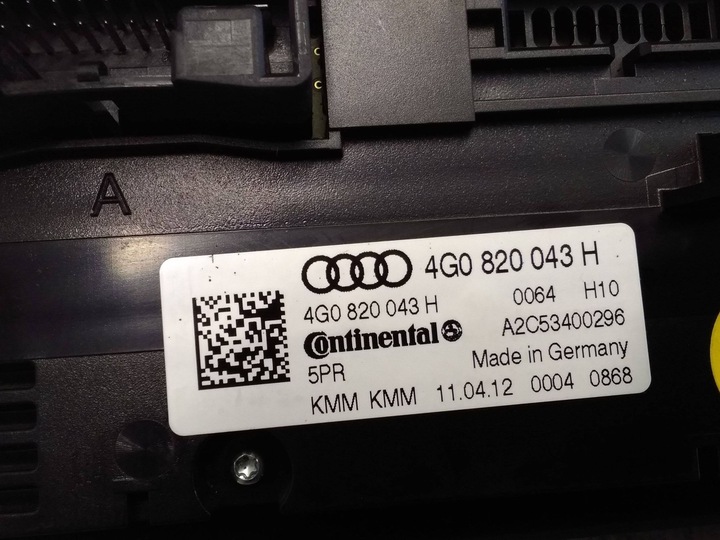 A
4G0 820 043 H
4G0 820 043 H 0064 H10
Continental A2C53400296
5PR Made in Germany
KMM KMM 11.04.12 0004 0868